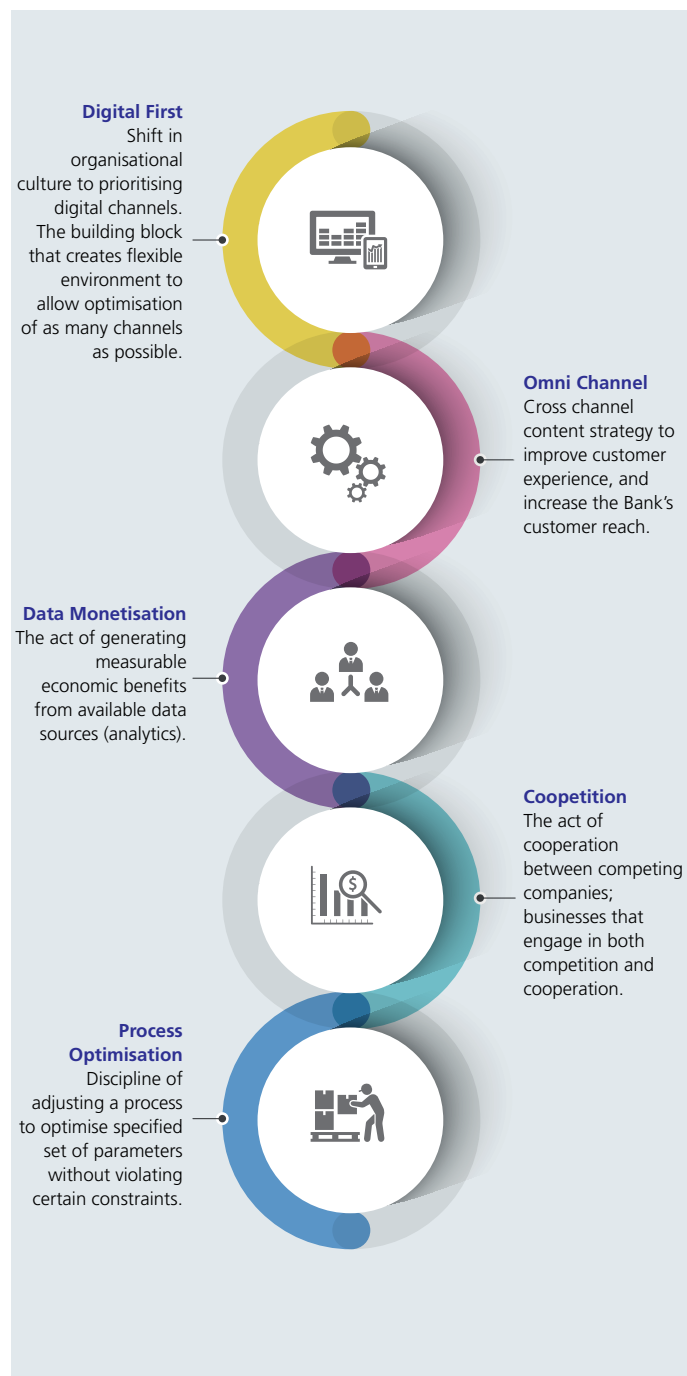 Digital First
Shift in
organisational
culture to prioritising
digital channels.
The building block
that creates flexible
environment to
allow optimisation
of as many channels
as possible.
Omni Channel
Cross channel
content strategy to
improve customer
experience, and
increase the Bank's
customer reach.
Data Monetisation
The act of generating
measurable
economic benefits
from available data
sources (analytics).
Coopetition
The act of
cooperation
between competing
companies;
businesses that
engage in both
competition and
cooperation.
$
Process
Optimisation
Discipline of
adjusting a process
to optimise specified
set of parameters
without violating
certain constraints.